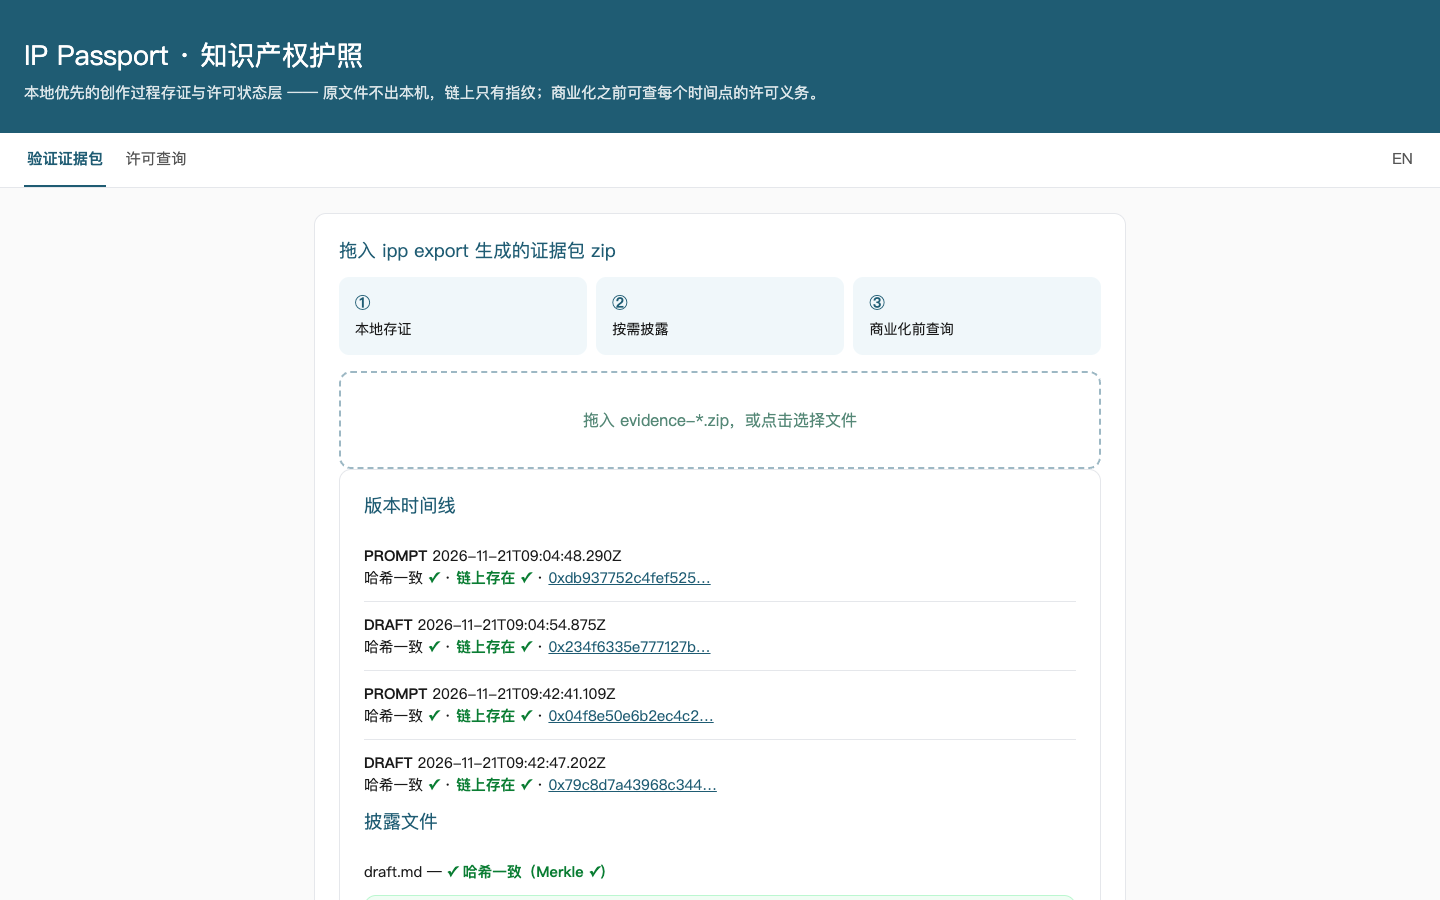 IP Passport · 知识产权护照
本地优先的创作过程存证与许可状态层 —— 原文件不出本机，链上只有指纹；商业化之前可查每个时间点的许可义务。
验证证据包 许可查询 EN
拖入 ipp export 生成的证据包 zip
① ② ③
本地存证 按需披露 商业化前查询
拖入 evidence-*.zip，或点击选择文件
版本时间线
PROMPT 2026-11-21T09:04:48.290Z
哈希一致 ✓ · 链上存在 ✓ · 0xdb937752c4fef525...
DRAFT 2026-11-21T09:04:54.875Z
哈希一致 ✓ · 链上存在 ✓ · 0x234f6335e777127b...
PROMPT 2026-11-21T09:42:41.109Z
哈希一致 ✓ · 链上存在 ✓ · 0x04f8e50e6b2ec4c2...
DRAFT 2026-11-21T09:42:47.202Z
哈希一致 ✓ · 链上存在 ✓ · 0x79c8d7a43968c344...
披露文件
draft.md — ✓ 哈希一致（Merkle ✓）